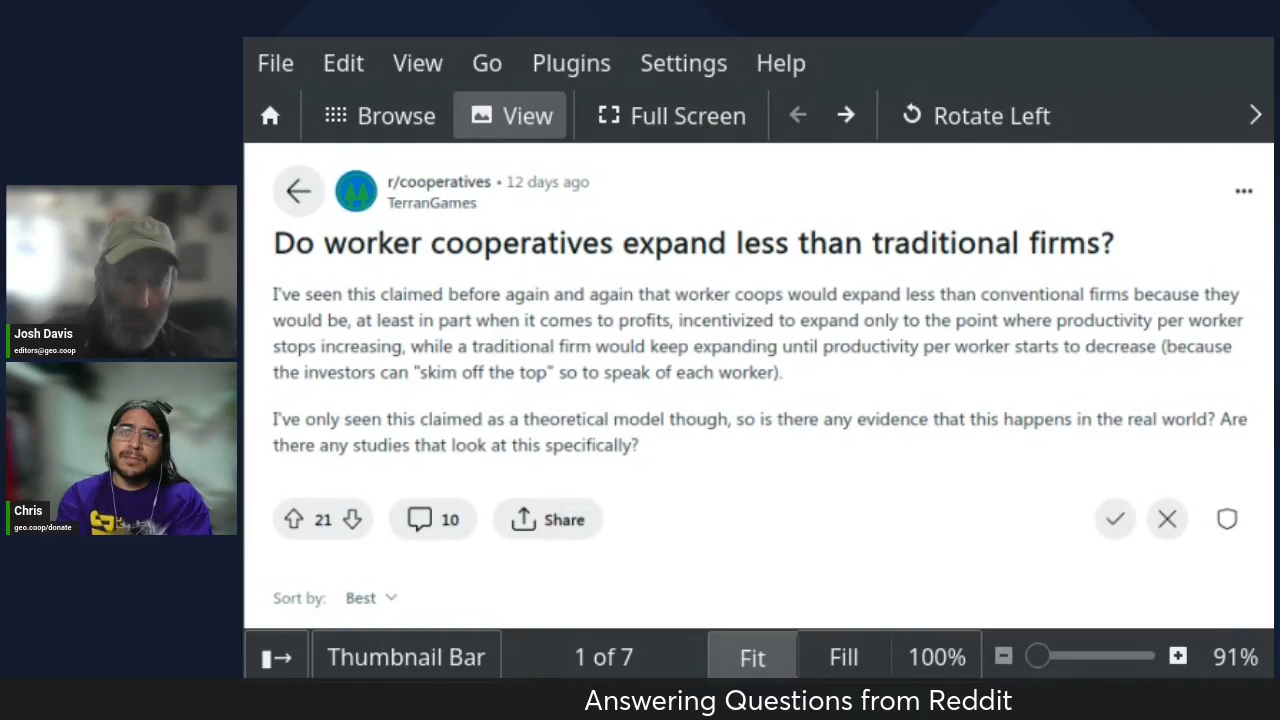 File Edit View Go Plugins Settings Help
Browse View Full Screen Rotate Left
r/cooperatives • 12 days ago
TerranGames
Do worker cooperatives expand less than traditional firms?
I've seen this claimed before again and again that worker coops would expand less than conventional firms because they
would be, at least in part when it comes to profits, incentivized to expand only to the point where productivity per worker
stops increasing, while a traditional firm would keep expanding until productivity per worker starts to decrease (because
the investors can "skim off the top" so to speak of each worker).
I've only seen this claimed as a theoretical model though, so is there any evidence that this happens in the real world? Are
there any studies that look at this specifically?
21 10 Share
Sort by: Best
Thumbnail Bar 1 of 7 Fit Fill 100% 91%
Josh Davis
editors@geo.coop
Chris
geo.coop/donate
Answering Questions from Reddit